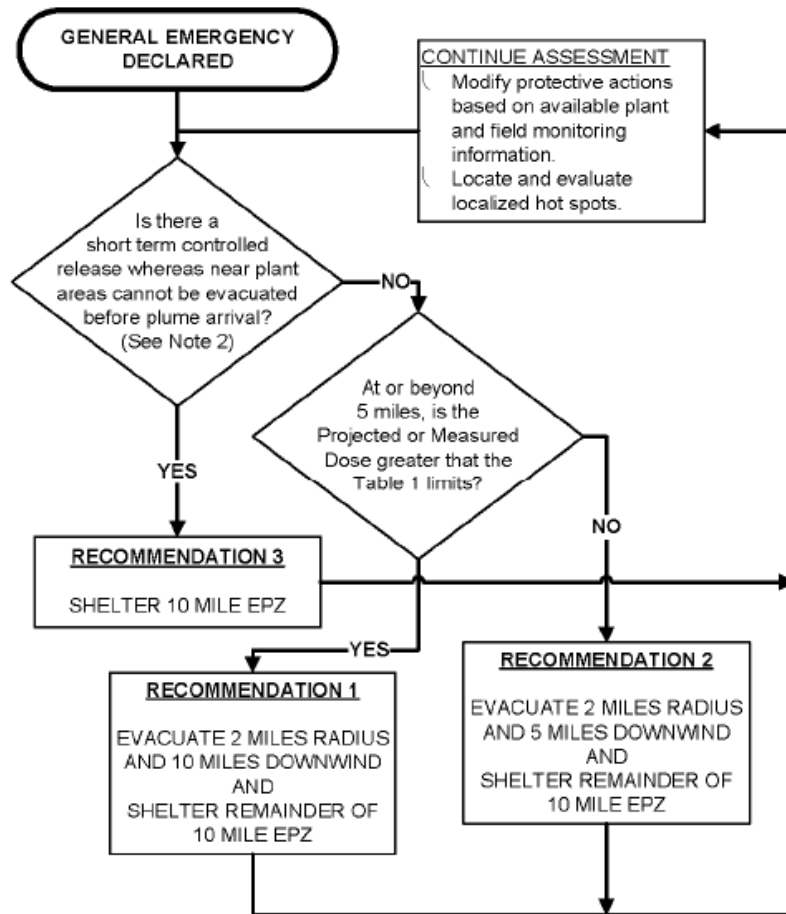 GENERAL EMERGENCY
DECLARED
CONTINUE ASSESSMENT
Modify protective actions
based on available plant
and field monitoring
information.
Locate and evaluate
localized hot spots.
Is there a
short term controlled
release whereas near plant
areas cannot be evacuated
before plume arrival?
(See Note 2)
NO
At or beyond
5 miles, is the
Projected or Measured
Dose greater that the
Table 1 limits?
YES
NO
RECOMMENDATION 3
SHELTER 10 MILE EPZ
YES
RECOMMENDATION 1
EVACUATE 2 MILES RADIUS
AND 10 MILES DOWNWIND
AND
SHELTER REMAINDER OF
10 MILE EPZ
RECOMMENDATION 2
EVACUATE 2 MILES RADIUS
AND 5 MILES DOWNWIND
AND
SHELTER REMAINDER OF
10 MILE EPZ